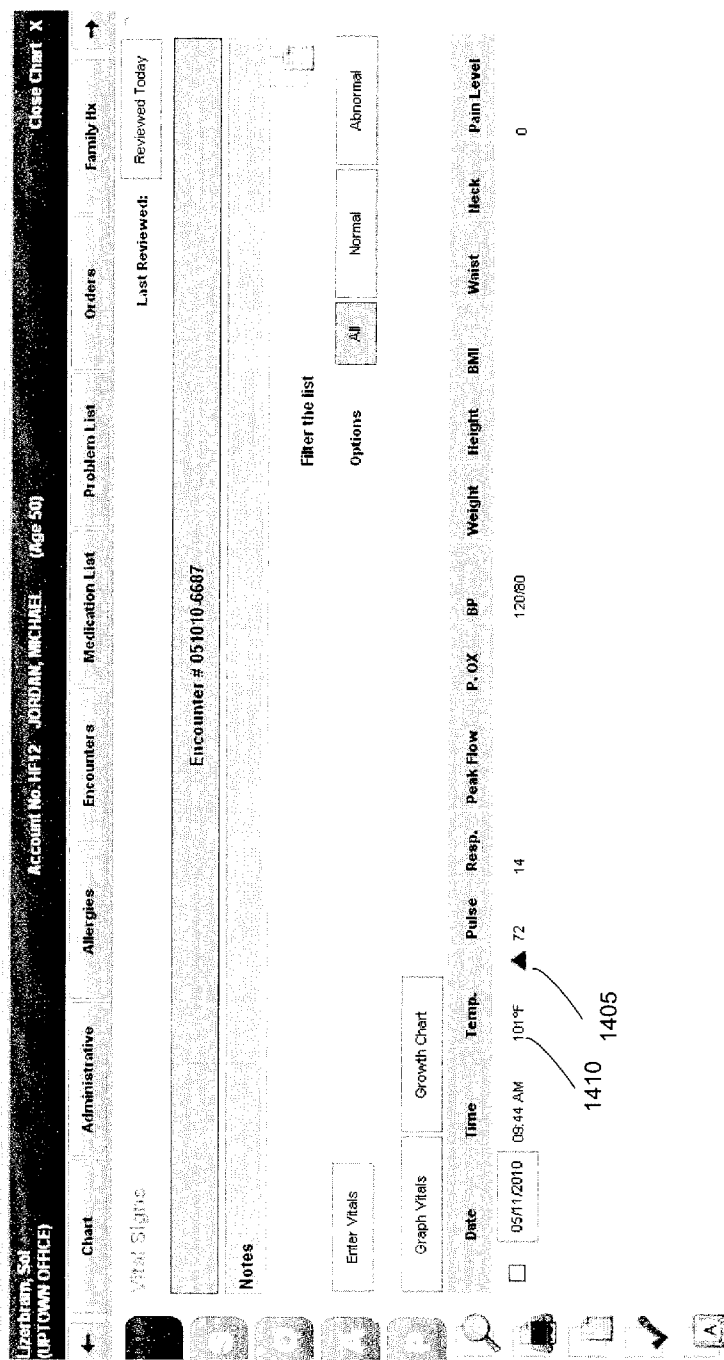 Lizerbram, Sol
(UPTOWN OFFICE) Account No. HF12 JORDAN, MICHAEL (Age 50) Close Chart X
Chart Administrative Allergies Encounters Medication List Problem List Orders Family Hx
Vital Signs Last Reviewed: Reviewed Today
Encounter # 051010-6687
Notes
Filter the list
Enter Vitals Options All Normal Abnormal
Graph Vitals Growth Chart
Date Time Temp. Pulse Resp. Peak Flow P. OX BP Weight Height BMI Waist Neck Pain Level
05/11/2010 09:44 AM 101°F 72 14 120/80 0
1410 1405
S
O
A
P
A